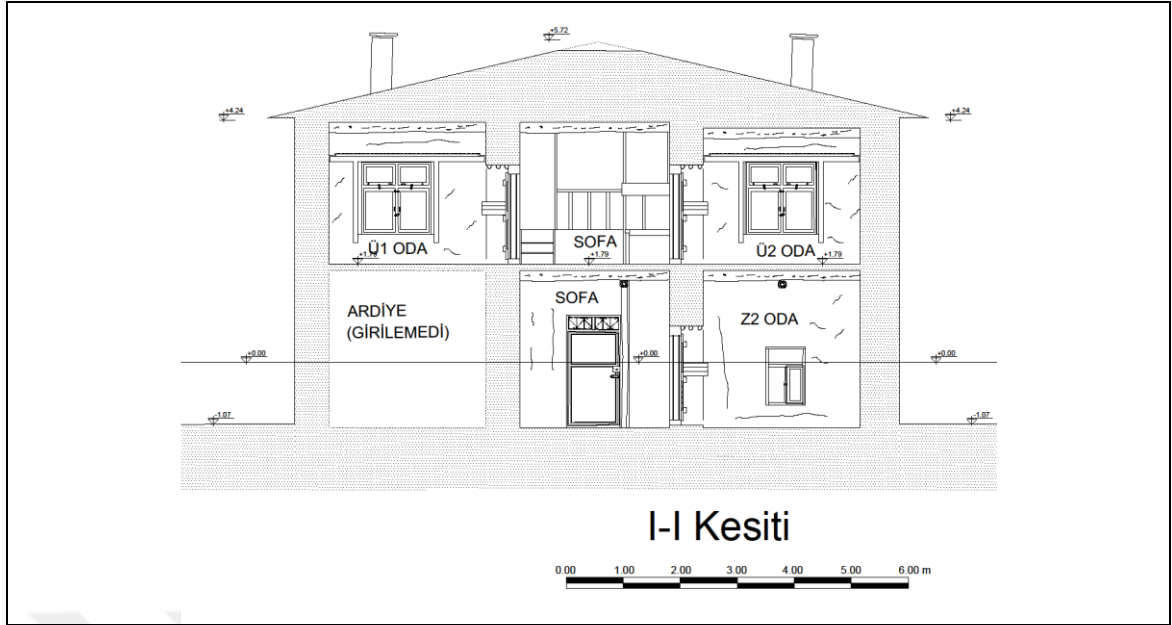 +5.72
+4.24
+4.24
Ü1 ODA
SOFA
Ü2 ODA
+1.79
+1.79
+1.79
SOFA
ARDİYE
(GİRİLEMEDİ)
Z2 ODA
+0.00
+0.00
+0.00
-1.07
-1.07
I-I Kesiti
0.00 1.00 2.00 3.00 4.00 5.00 6.00 m